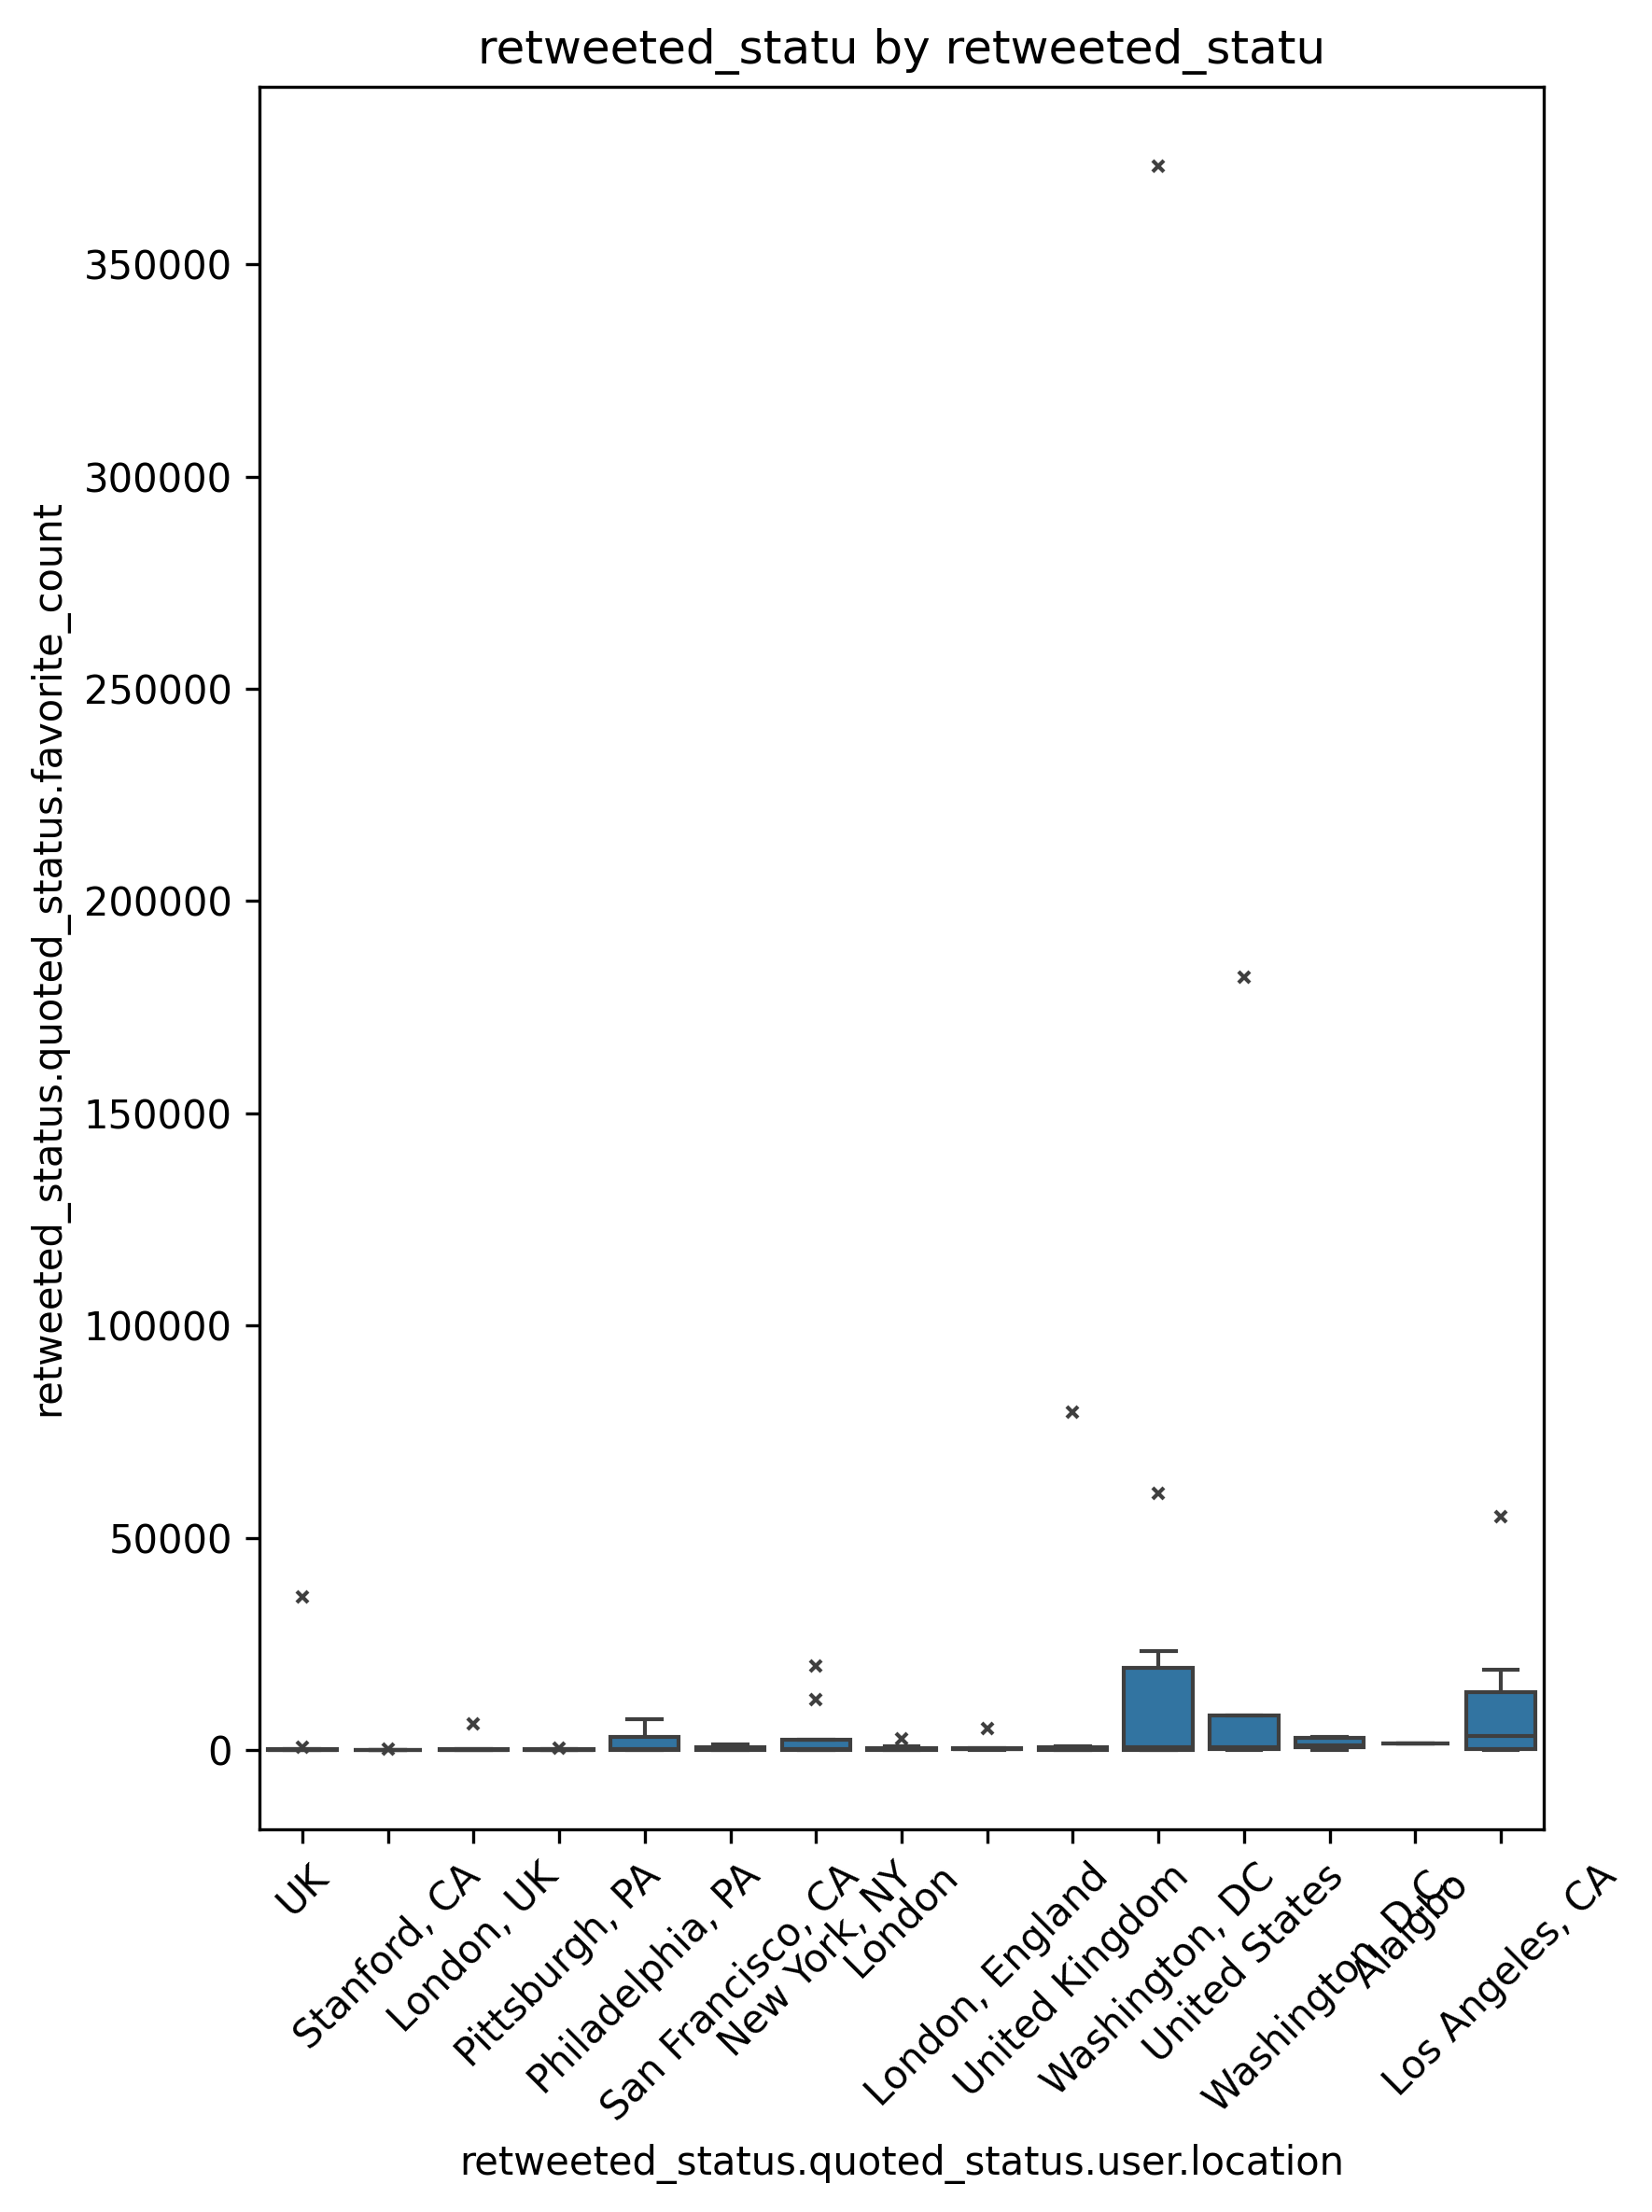 retweeted_statu by retweeted_statu
retweeted_status.quoted_status.favorite_count
350000
300000
250000
200000
150000
100000
50000
0
UK
Stanford, CA
London, UK
Pittsburgh, PA
Philadelphia, PA
San Francisco, CA
New York, NY
London
London, England
United Kingdom
Washington, DC
United States
Washington, D.C.
Alaigbo
Los Angeles, CA
retweeted_status.quoted_status.user.location